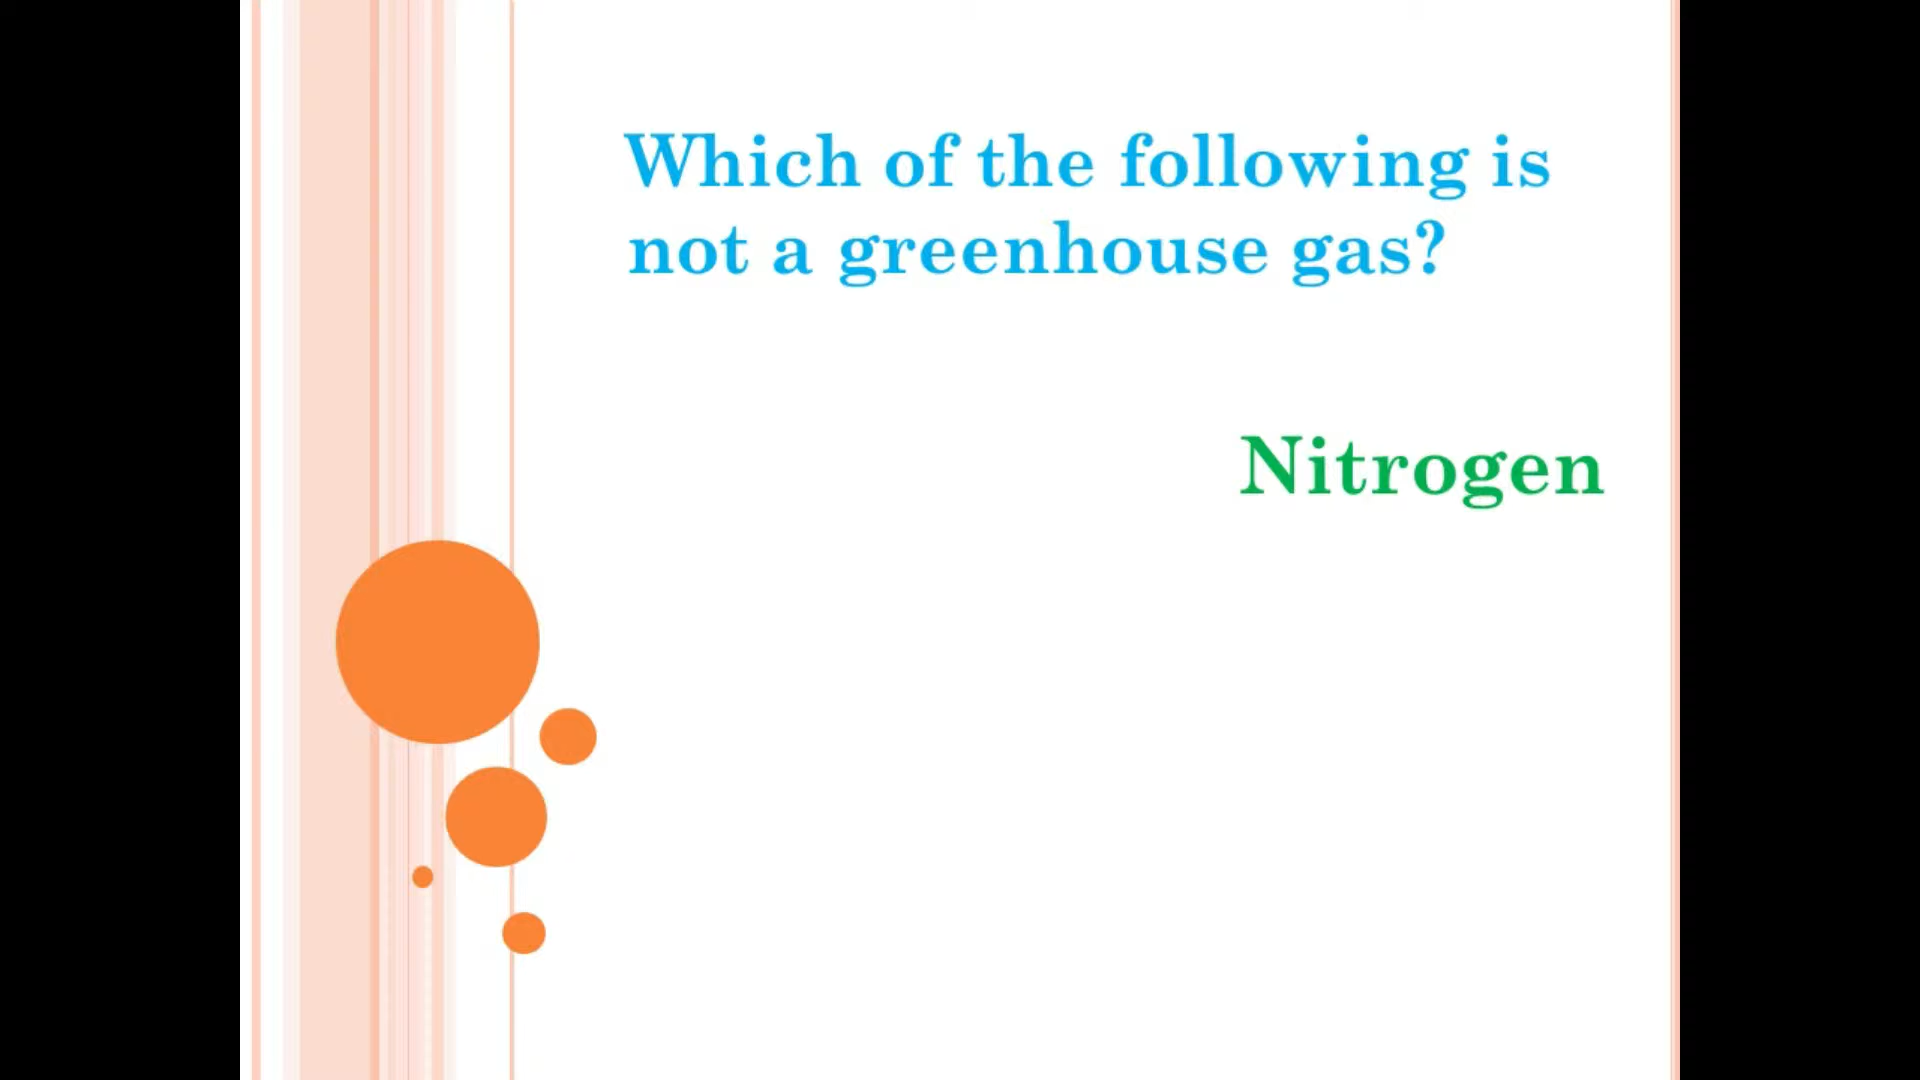 Which of the following is
not a greenhouse gas?
Nitrogen